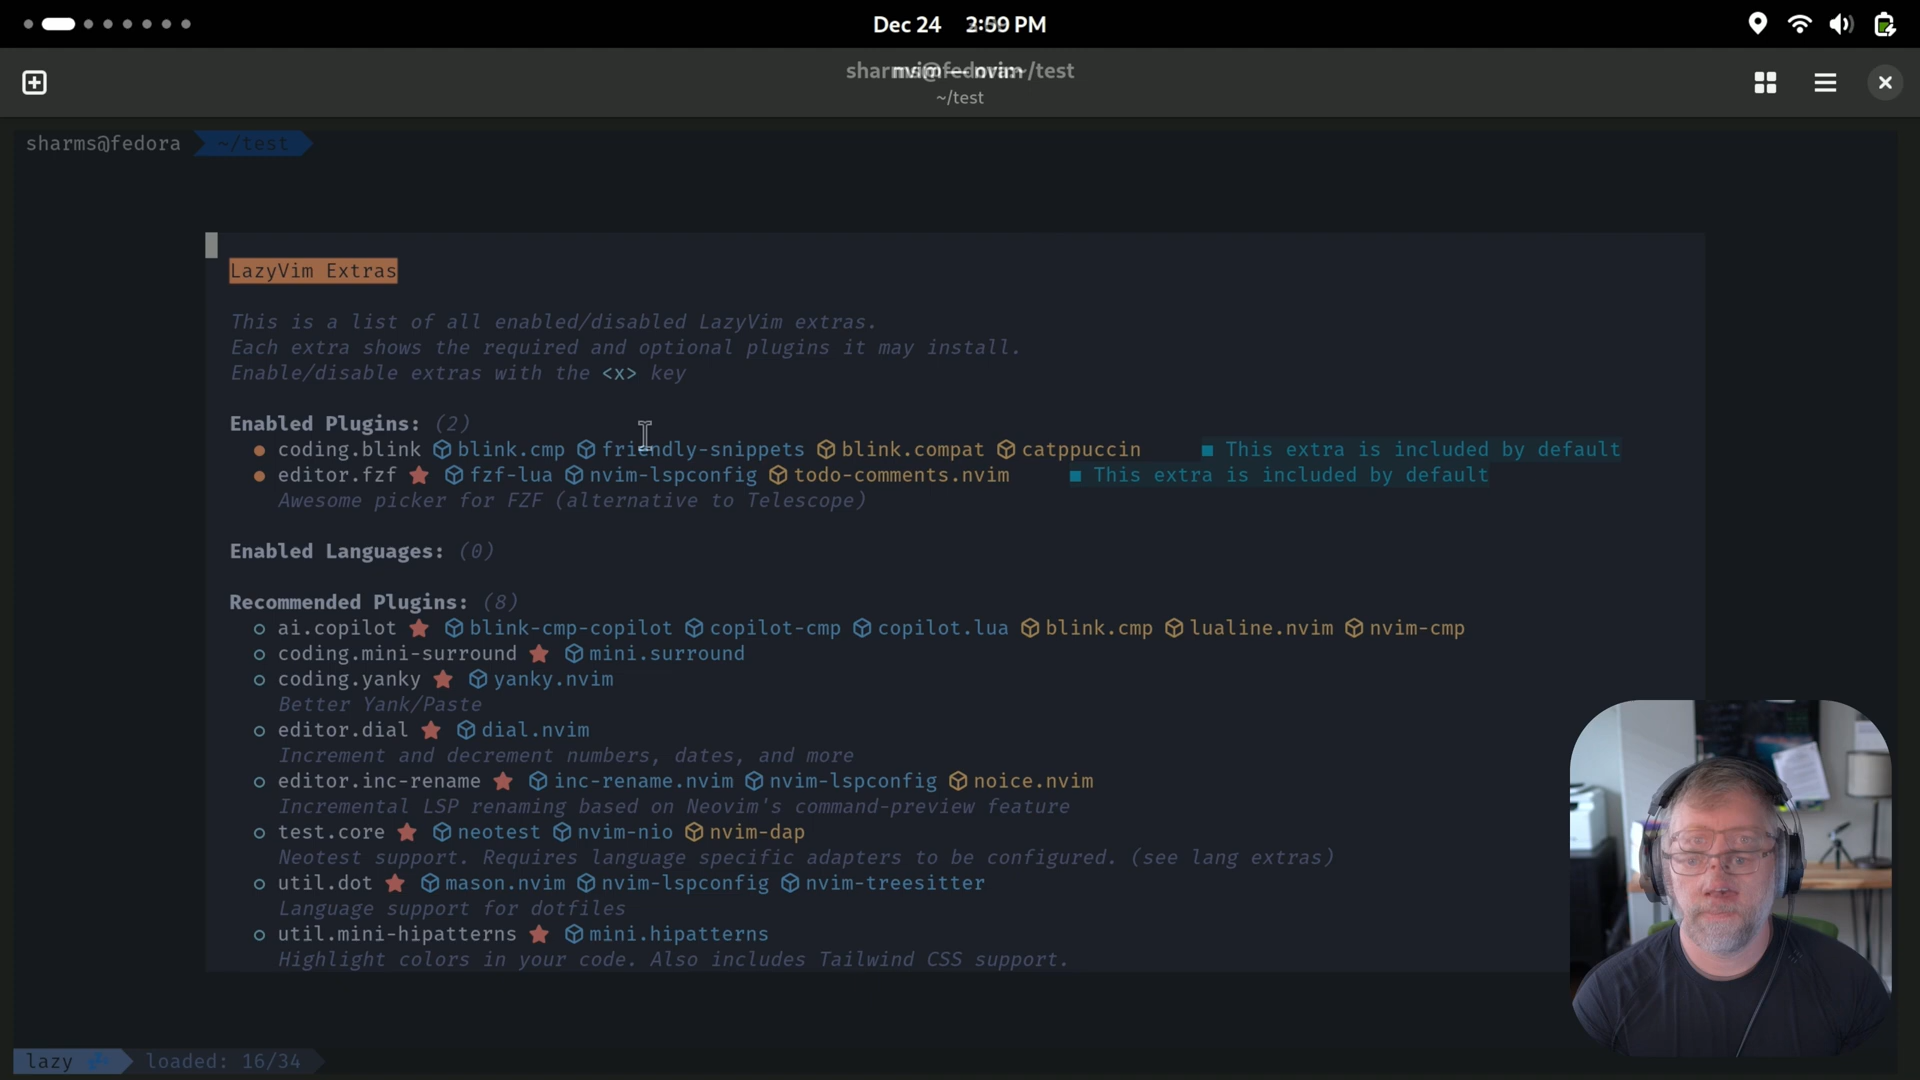 Dec 24 2:59 PM
~/test
sharms@fedora ~/test
LazyVim Extras
This is a list of all enabled/disabled LazyVim extras.
Each extra shows the required and optional plugins it may install.
Enable/disable extras with the <x> key
Enabled Plugins: (2)
coding.blink blink.cmp friendly-snippets blink.compat catppuccin ■ This extra is included by default
editor.fzf fzf-lua nvim-lspconfig todo-comments.nvim ■ This extra is included by default
Awesome picker for FZF (alternative to Telescope)
Enabled Languages: (0)
Recommended Plugins: (8)
ai.copilot blink-cmp-copilot copilot-cmp copilot.lua blink.cmp lualine.nvim nvim-cmp
coding.mini-surround mini.surround
coding.yanky yanky.nvim
Better Yank/Paste
editor.dial dial.nvim
Increment and decrement numbers, dates, and more
editor.inc-rename inc-rename.nvim nvim-lspconfig noice.nvim
Incremental LSP renaming based on Neovim's command-preview feature
test.core neotest nvim-nio nvim-dap
Neotest support. Requires language specific adapters to be configured. (see lang extras)
util.dot mason.nvim nvim-lspconfig nvim-treesitter
Language support for dotfiles
util.mini-hipatterns mini.hipatterns
Highlight colors in your code. Also includes Tailwind CSS support.
lazy loaded: 16/34